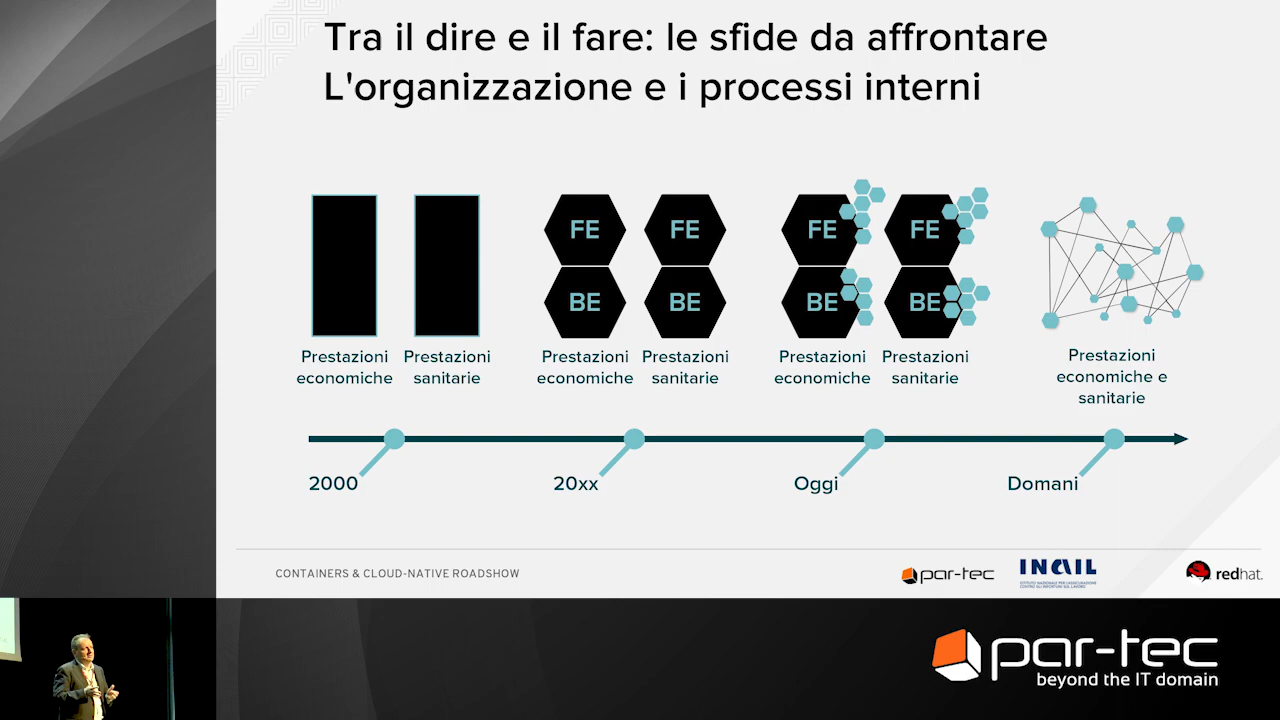 Tra il dire e il fare: le sfide da affrontare
L'organizzazione e i processi interni
FE FE FE FE
BE BE BE BE
Prestazioni economiche
Prestazioni sanitarie
Prestazioni economiche
Prestazioni sanitarie
Prestazioni economiche
Prestazioni sanitarie
Prestazioni economiche e sanitarie
2000 20xx Oggi Domani
CONTAINERS & CLOUD-NATIVE ROADSHOW
par-tec
INAIL
ISTITUTO NAZIONALE PER L'ASSICURAZIONE
CONTRO GLI INFORTUNI SUL LAVORO
redhat.
par-tec
beyond the IT domain